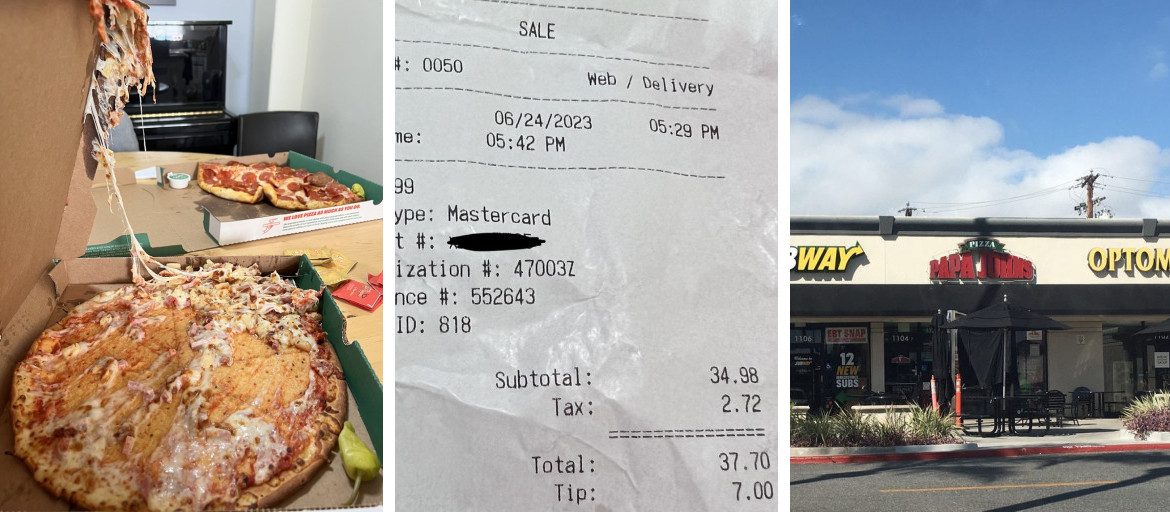 WE LOVE PIZZA AS MUCH AS YOU DO.
SALE
#: 0050
Web / Delivery
06/24/2023 05:29 PM
me: 05:42 PM
99
ype: Mastercard
t #:
ization #: 47003Z
nce #: 552643
ID: 818
Subtotal: 34.98
Tax: 2.72
Total: 37.70
Tip: 7.00
BWAY
PIZZA
PAPA JOHNS
OPTOM
1106
EBT SNAP
12
NEW
SUBS
1104